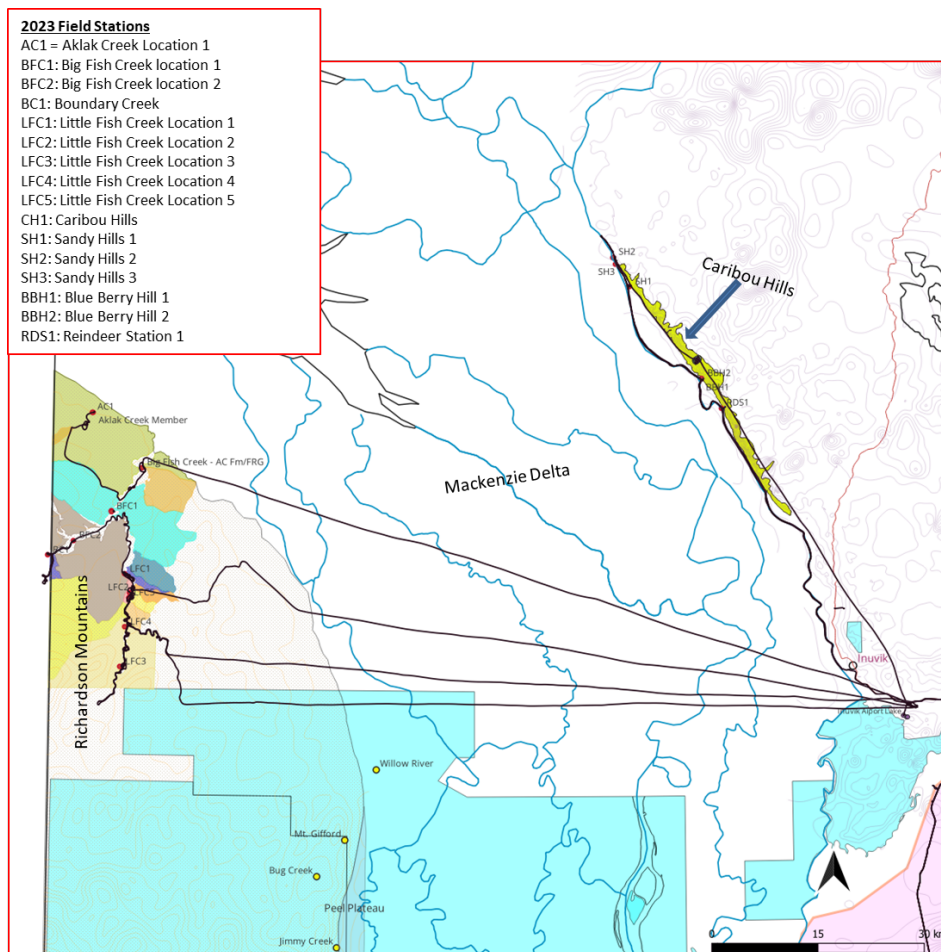 2023 Field Stations
AC1 = Aklak Creek Location 1
BFC1: Big Fish Creek location 1
BFC2: Big Fish Creek location 2
BC1: Boundary Creek
LFC1: Little Fish Creek Location 1
LFC2: Little Fish Creek Location 2
LFC3: Little Fish Creek Location 3
LFC4: Little Fish Creek Location 4
LFC5: Little Fish Creek Location 5
CH1: Caribou Hills
SH1: Sandy Hills 1
SH2: Sandy Hills 2
SH3: Sandy Hills 3
BBH1: Blue Berry Hill 1
BBH2: Blue Berry Hill 2
RDS1: Reindeer Station 1
SH2
SH3
SH1
Caribou Hills
BBH2
BBH1
RDS1
AC1
Aklak Creek Member
Big Fish Creek - AC Fm/FRG
Mackenzie Delta
BFC1
BFC2
LFC1
LFC2
LFC5
LFC4
LFC3
Richardson Mountains
Inuvik
Inuvik Aiport Lake
Willow River
Mt. Gifford
Bug Creek
Peel Plateau
Jimmy Creek
0 15 30 km